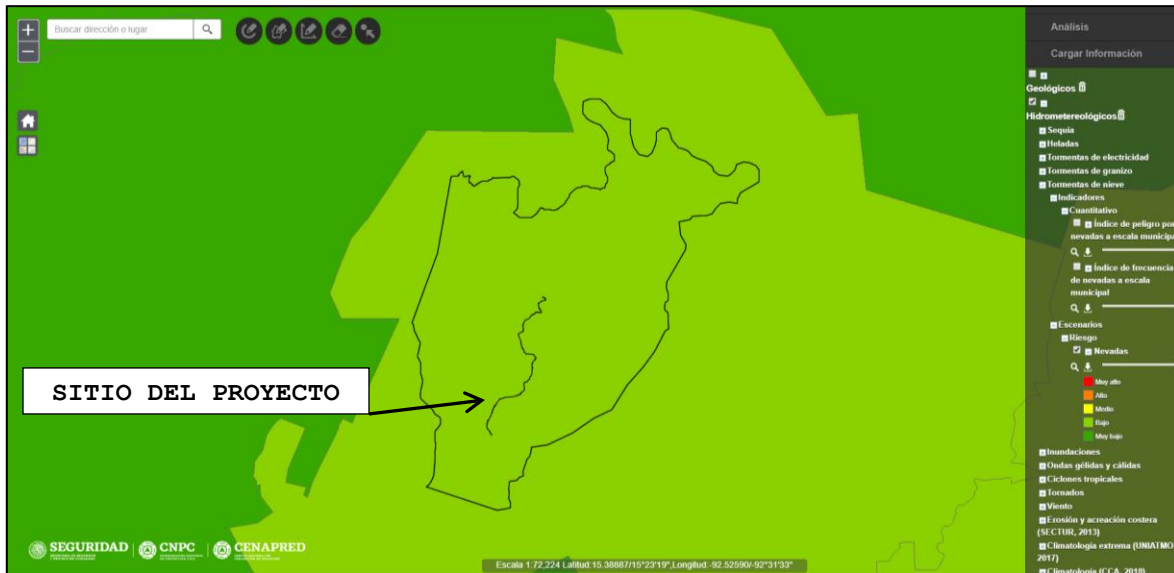 +
−
Buscar dirección o lugar
SITIO DEL PROYECTO
SEGURIDAD
CNPC
CENAPRED
Escala 1:72,224 Latitud:15.38887/15°23'19",Longitud:-92.52590/-92°31'33"
Análisis
Cargar Información
Geológicos
Hidrometereológicos
Sequía
Heladas
Tormentas de electricidad
Tormentas de granizo
Tormentas de nieve
Indicadores
Cuantitativo
Índice de peligro por
nevadas a escala municipa
Índice de frecuencia
de nevadas a escala
municipal
Escenarios
Riesgo
Nevadas
Muy alto
Alto
Medio
Bajo
Muy bajo
Inundaciones
Ondas gélidas y cálidas
Ciclones tropicales
Tornados
Viento
Erosión y acreación costera
(SECTUR, 2013)
Climatología extrema (UNIATMO
2017)
Climatología (CCA, 2018)